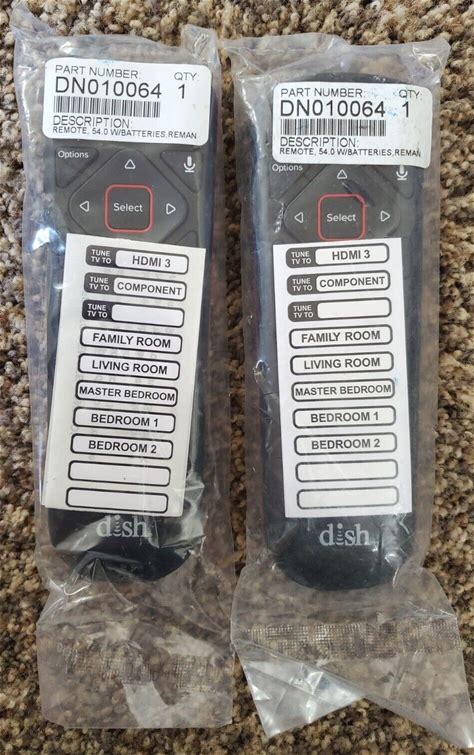 PART NUMBER: QTY:
DN010064 1
DESCRIPTION:
REMOTE, 54.0 W/BATTERIES,REMAN
Options
Select
TUNE TV TO HDMI 3
TUNE TV TO COMPONENT
TUNE TV TO
FAMILY ROOM
LIVING ROOM
MASTER BEDROOM
BEDROOM 1
BEDROOM 2
dish
PART NUMBER: QTY:
DN010064 1
DESCRIPTION:
REMOTE, 54.0 W/BATTERIES,REMAN
Options
Select
TUNE TV TO HDMI 3
TUNE TV TO COMPONENT
TUNE TV TO
FAMILY ROOM
LIVING ROOM
MASTER BEDROOM
BEDROOM 1
BEDROOM 2
dish